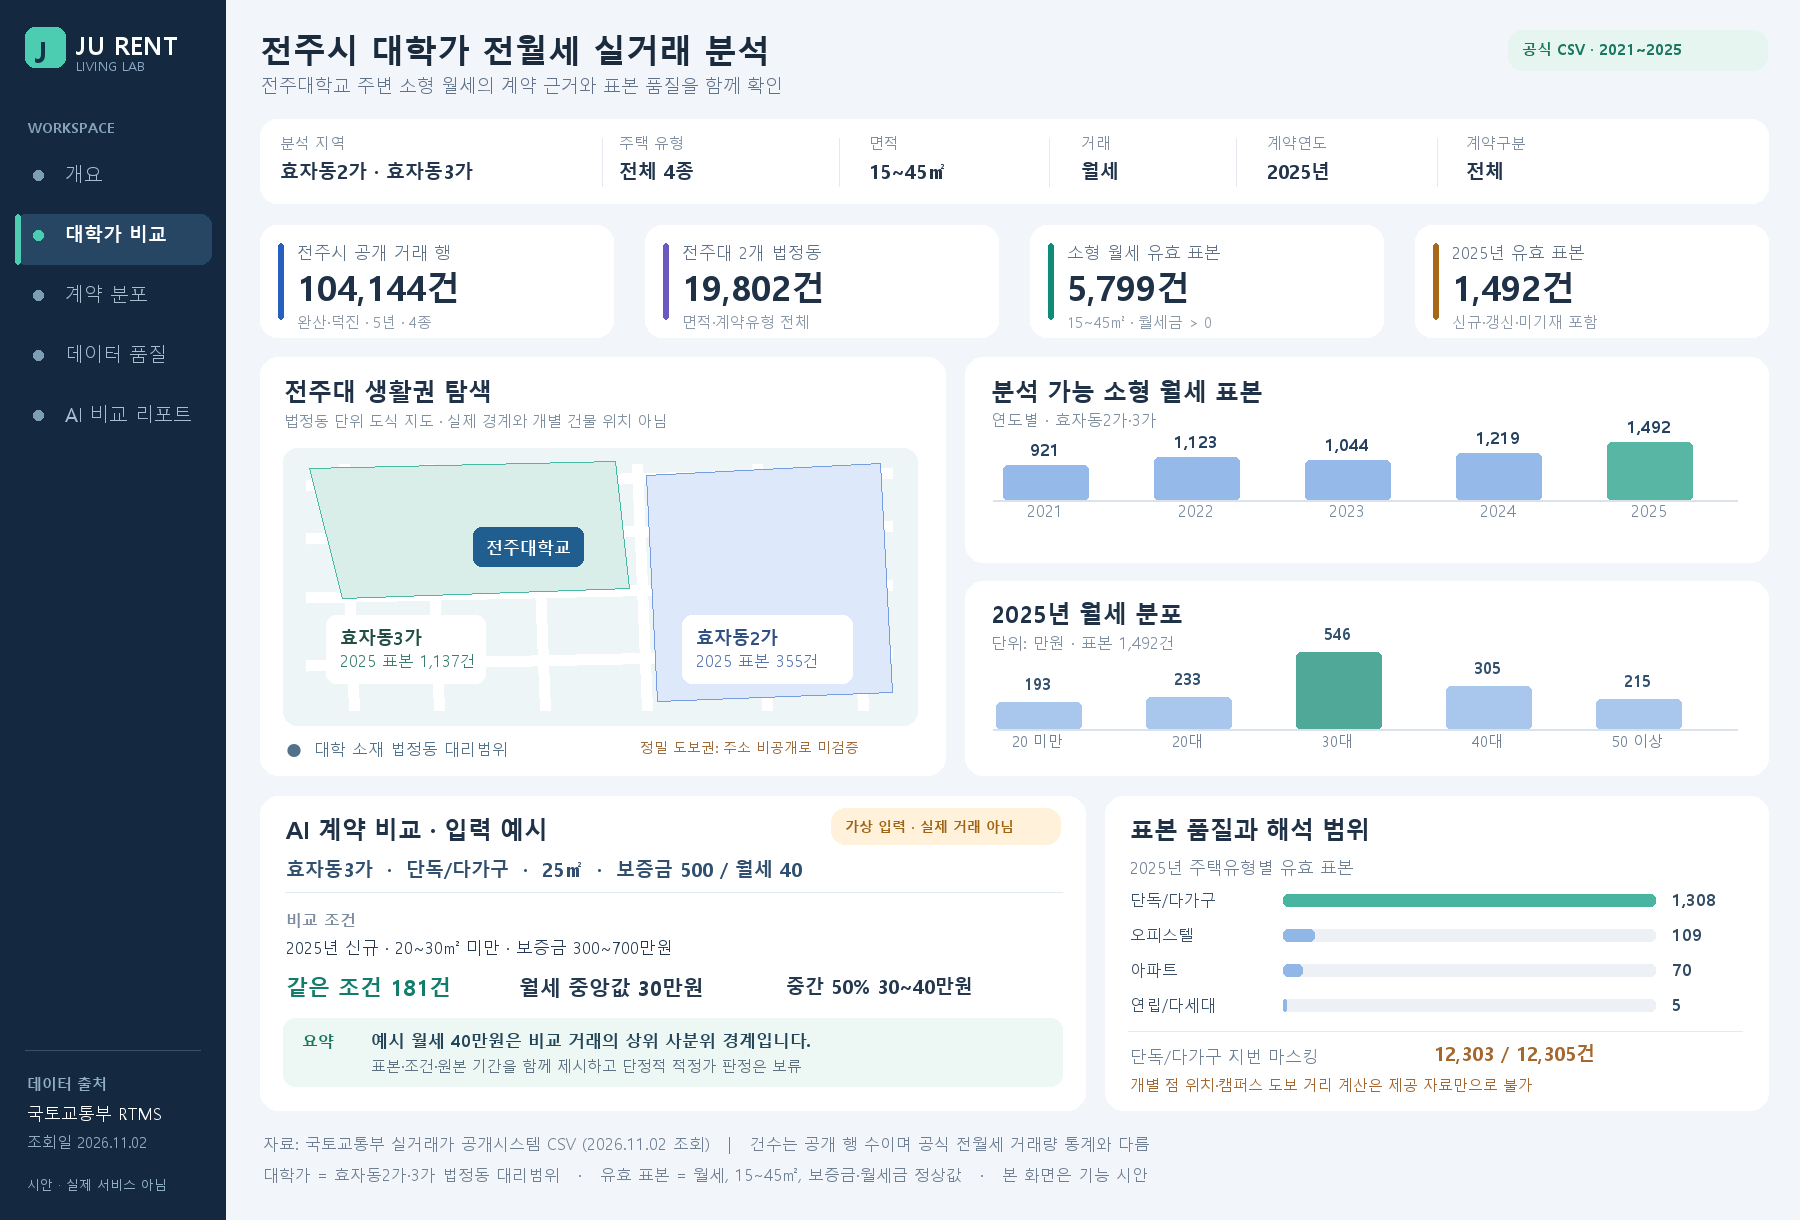 J
JU RENT
LIVING LAB
WORKSPACE
개요
대학가 비교
계약 분포
데이터 품질
AI 비교 리포트
데이터 출처
국토교통부 RTMS
조회일 2026.11.02
시안 · 실제 서비스 아님
전주시 대학가 전월세 실거래 분석
전주대학교 주변 소형 월세의 계약 근거와 표본 품질을 함께 확인
공식 CSV · 2021~2025
분석 지역
효자동2가 · 효자동3가
주택 유형
전체 4종
면적
15~45㎡
거래
월세
계약연도
2025년
계약구분
전체
전주시 공개 거래 행
104,144건
완산·덕진 · 5년 · 4종
전주대 2개 법정동
19,802건
면적·계약유형 전체
소형 월세 유효 표본
5,799건
15~45㎡ · 월세금 > 0
2025년 유효 표본
1,492건
신규·갱신·미기재 포함
전주대 생활권 탐색
법정동 단위 도식 지도 · 실제 경계와 개별 건물 위치 아님
전주대학교
효자동3가
2025 표본 1,137건
효자동2가
2025 표본 355건
대학 소재 법정동 대리범위
정밀 도보권: 주소 비공개로 미검증
분석 가능 소형 월세 표본
연도별 · 효자동2가·3가
921
1,123
1,044
1,219
1,492
2021
2022
2023
2024
2025
2025년 월세 분포
단위: 만원 · 표본 1,492건
193
233
546
305
215
20 미만
20대
30대
40대
50 이상
AI 계약 비교 · 입력 예시
가상 입력 · 실제 거래 아님
효자동3가 · 단독/다가구 · 25㎡ · 보증금 500 / 월세 40
비교 조건
2025년 신규 · 20~30㎡ 미만 · 보증금 300~700만원
같은 조건 181건
월세 중앙값 30만원
중간 50% 30~40만원
요약
예시 월세 40만원은 비교 거래의 상위 사분위 경계입니다.
표본·조건·원본 기간을 함께 제시하고 단정적 적정가 판정은 보류
표본 품질과 해석 범위
2025년 주택유형별 유효 표본
단독/다가구
1,308
오피스텔
109
아파트
70
연립/다세대
5
단독/다가구 지번 마스킹
12,303 / 12,305건
개별 점 위치·캠퍼스 도보 거리 계산은 제공 자료만으로 불가
자료: 국토교통부 실거래가 공개시스템 CSV (2026.11.02 조회) | 건수는 공개 행 수이며 공식 전월세 거래량 통계와 다름
대학가 = 효자동2가·3가 법정동 대리범위 · 유효 표본 = 월세, 15~45㎡, 보증금·월세금 정상값 · 본 화면은 기능 시안